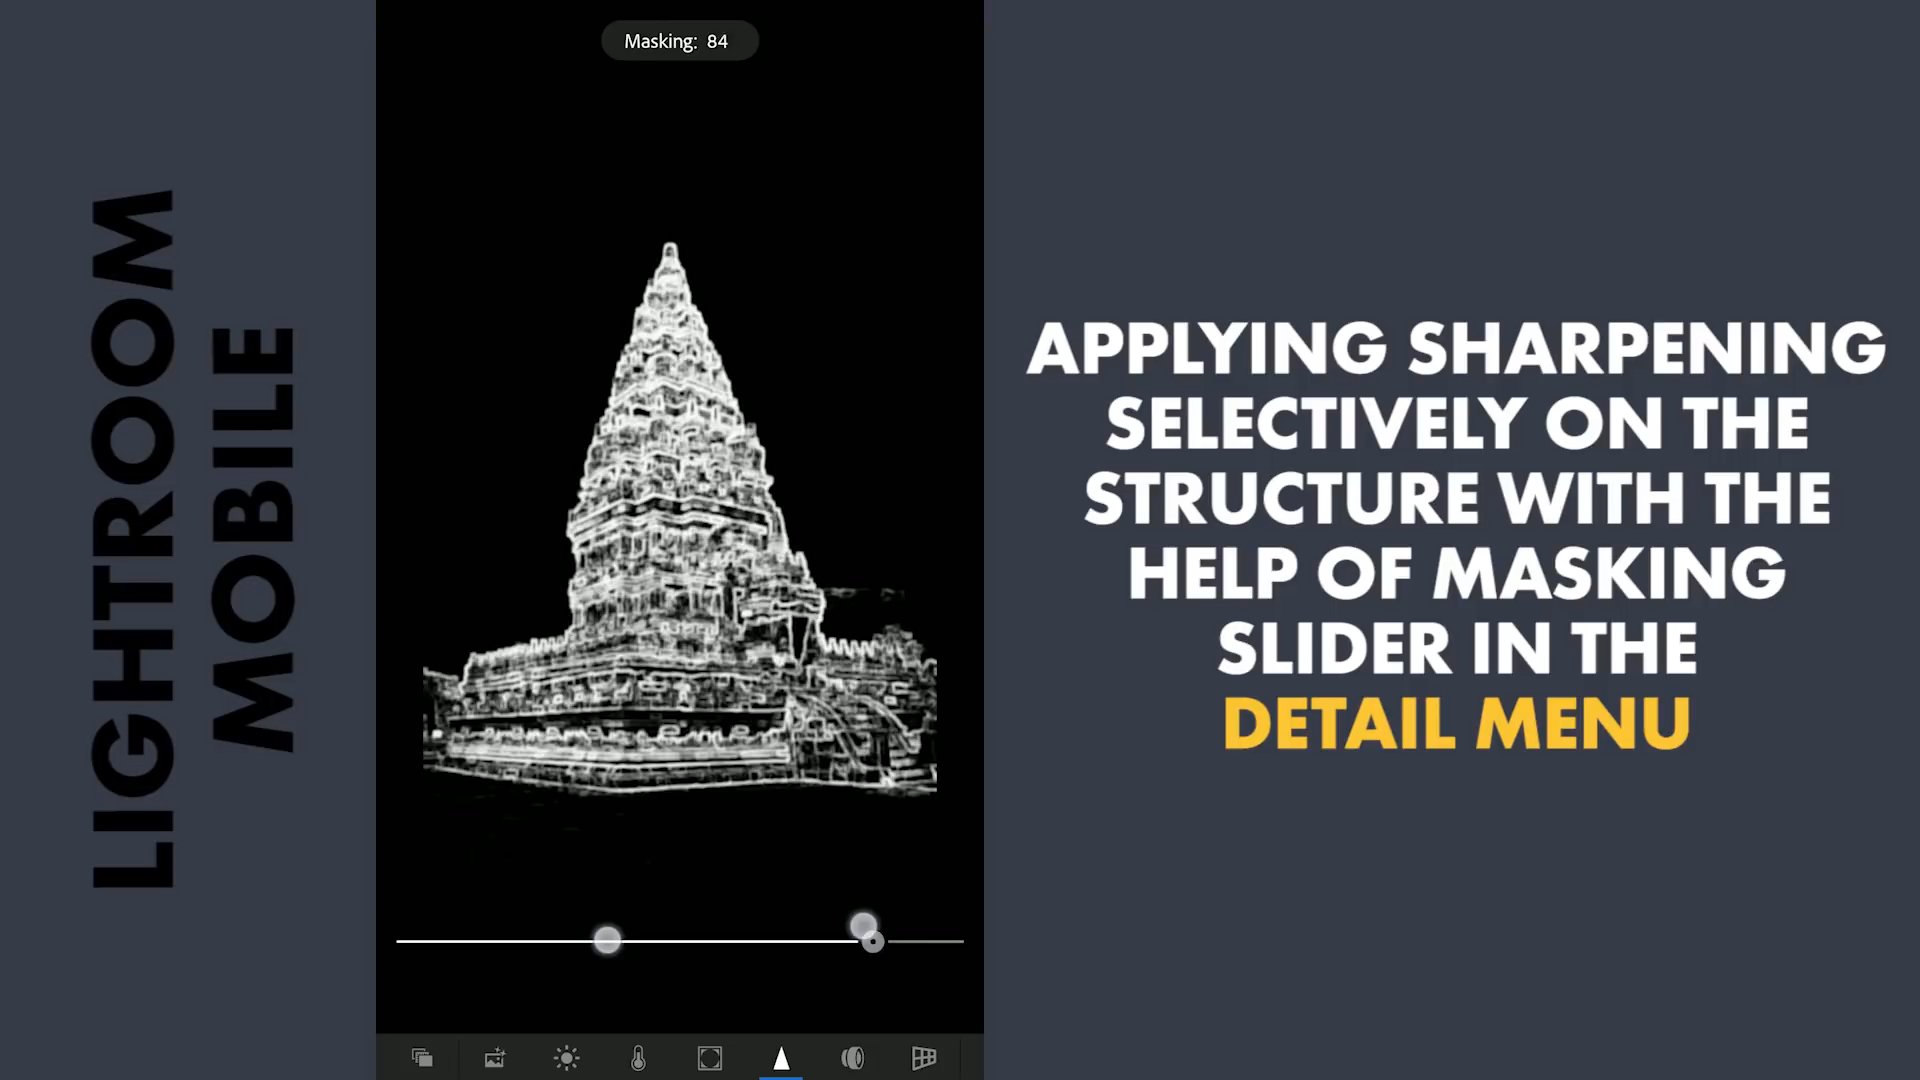 LIGHTROOM
MOBILE
Masking: 84
APPLYING SHARPENING
SELECTIVELY ON THE
STRUCTURE WITH THE
HELP OF MASKING
SLIDER IN THE
DETAIL MENU